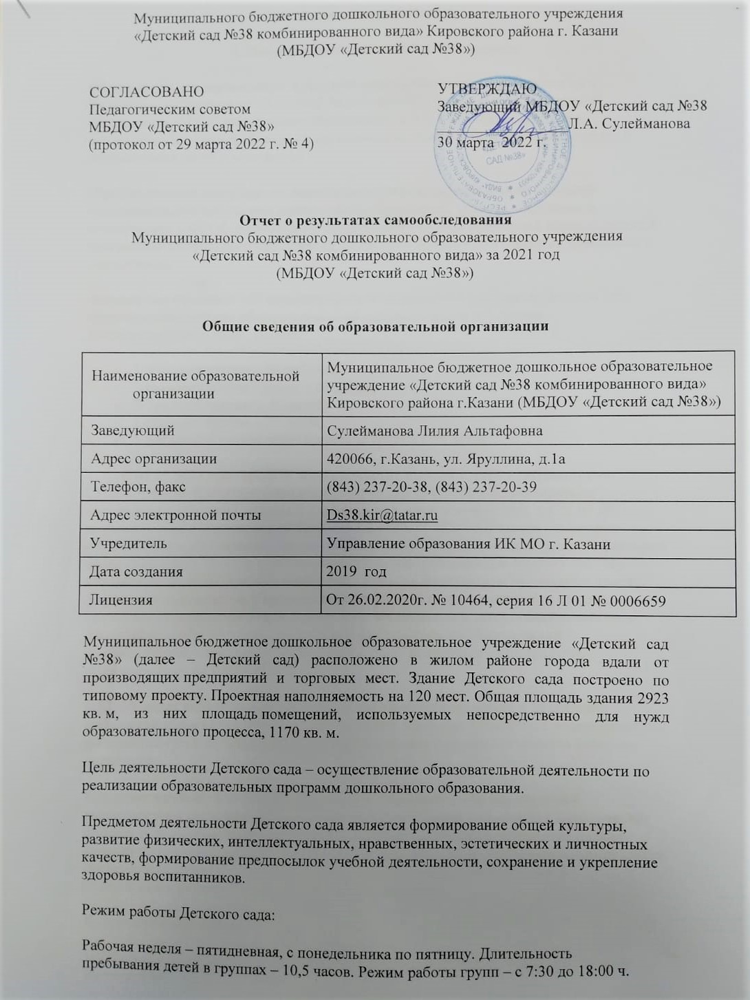 Муниципального бюджетного дошкольного образовательного учреждения
«Детский сад №38 комбинированного вида» Кировского района г. Казани
(МБДОУ «Детский сад №38»)
СОГЛАСОВАНО
Педагогическим советом
МБДОУ «Детский сад №38»
(протокол от 29 марта 2022 г. № 4)
УТВЕРЖДАЮ
Заведующий МБДОУ «Детский сад №38
Л.А. Сулейманова
30 марта 2022 г.
САД №38»
Отчет о результатах самообследования
Муниципального бюджетного дошкольного образовательного учреждения
«Детский сад №38 комбинированного вида» за 2021 год
(МБДОУ «Детский сад №38»)
Общие сведения об образовательной организации
Наименование образовательной
организации
Муниципальное бюджетное дошкольное образовательное
учреждение «Детский сад №38 комбинированного вида»
Кировского района г.Казани (МБДОУ «Детский сад №38»)
Заведующий
Сулейманова Лилия Альтафовна
Адрес организации
420066, г.Казань, ул. Яруллина, д.1а
Телефон, факс
(843) 237-20-38, (843) 237-20-39
Адрес электронной почты
Ds38.kir@tatar.ru
Учредитель
Управление образования ИК МО г. Казани
Дата создания
2019 год
Лицензия
От 26.02.2020г. № 10464, серия 16 Л 01 № 0006659
Муниципальное бюджетное дошкольное образовательное учреждение «Детский сад
№38» (далее – Детский сад) расположено в жилом районе города вдали от
производящих предприятий и торговых мест. Здание Детского сада построено по
типовому проекту. Проектная наполняемость на 120 мест. Общая площадь здания 2923
кв. м, из них площадь помещений, используемых непосредственно для нужд
образовательного процесса, 1170 кв. м.
Цель деятельности Детского сада – осуществление образовательной деятельности по
реализации образовательных программ дошкольного образования.
Предметом деятельности Детского сада является формирование общей культуры,
развитие физических, интеллектуальных, нравственных, эстетических и личностных
качеств, формирование предпосылок учебной деятельности, сохранение и укрепление
здоровья воспитанников.
Режим работы Детского сада:
Рабочая неделя – пятидневная, с понедельника по пятницу. Длительность
пребывания детей в группах – 10,5 часов. Режим работы групп – с 7:30 до 18:00 ч.